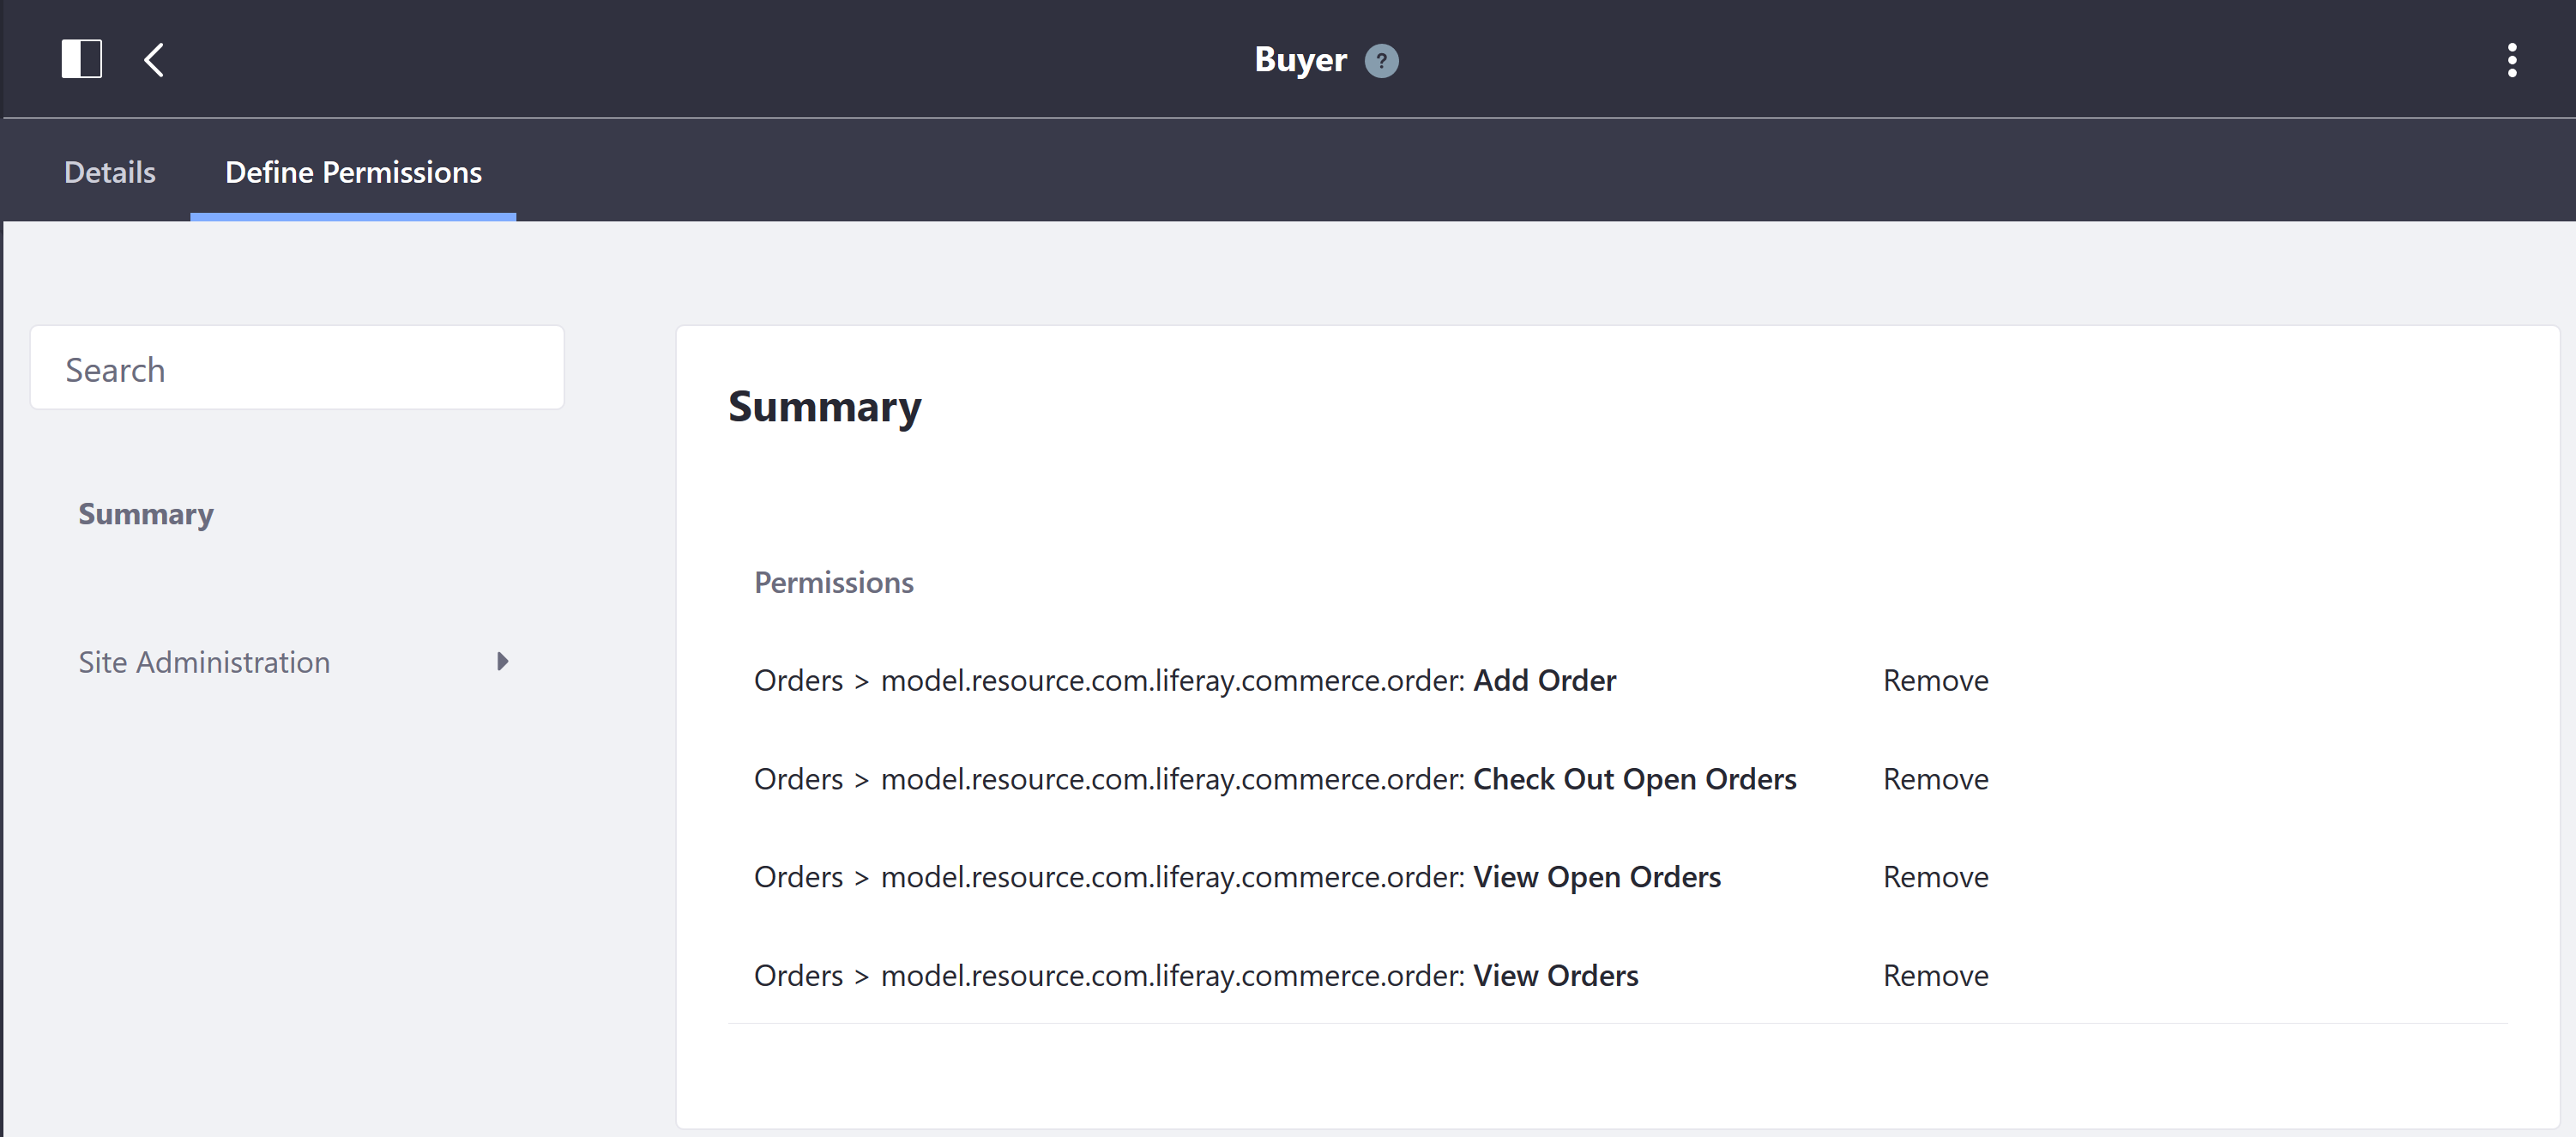 Buyer ?
Details Define Permissions
Search
Summary
Site Administration
Summary
Permissions
Orders > model.resource.com.liferay.commerce.order: Add Order Remove
Orders > model.resource.com.liferay.commerce.order: Check Out Open Orders Remove
Orders > model.resource.com.liferay.commerce.order: View Open Orders Remove
Orders > model.resource.com.liferay.commerce.order: View Orders Remove